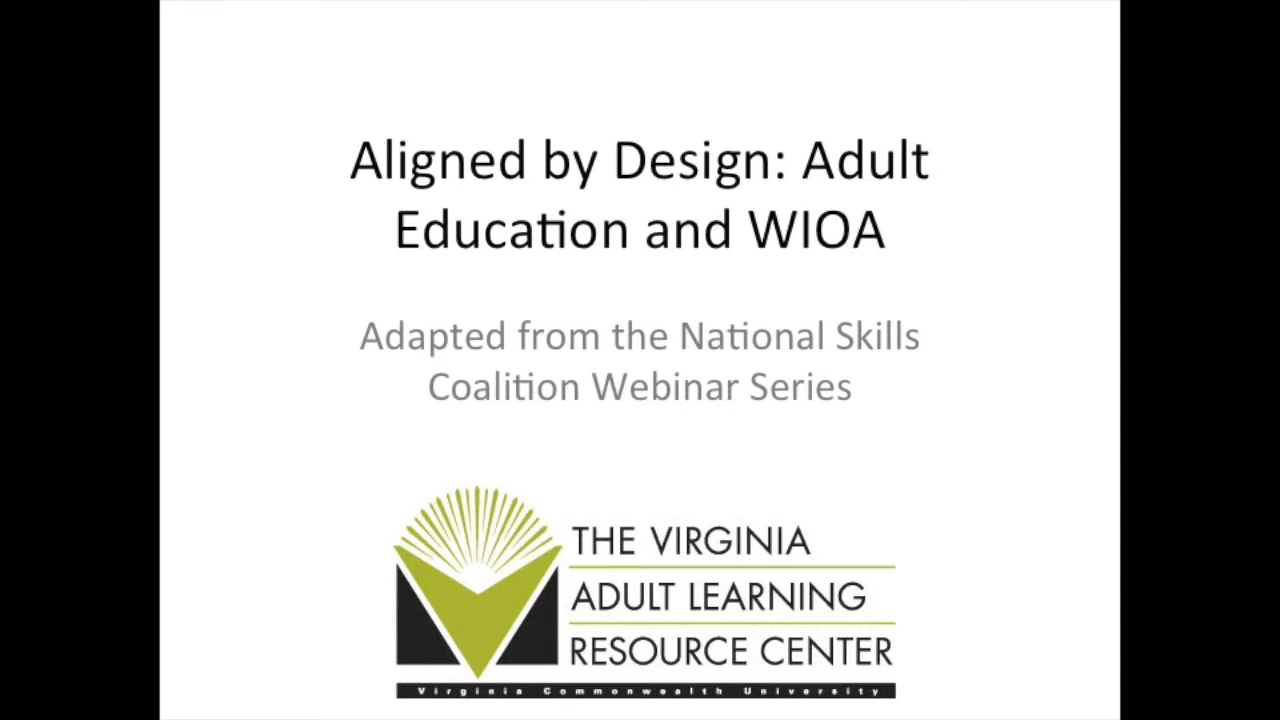 Aligned by Design: Adult
Education and WIOA
Adapted from the National Skills
Coalition Webinar Series
THE VIRGINIA
ADULT LEARNING
RESOURCE CENTER
Virginia Commonwealth University